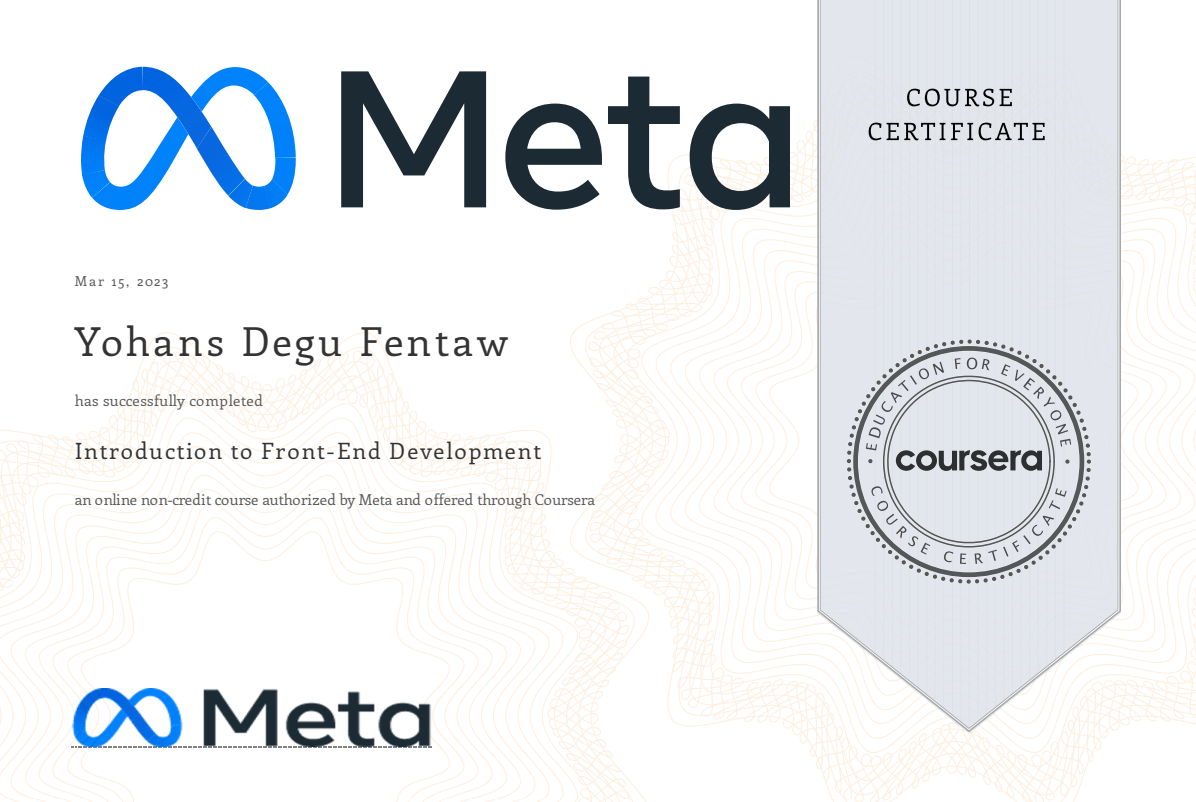 Meta
COURSE
CERTIFICATE
Mar 15, 2023
Yohans Degu Fentaw
has successfully completed
Introduction to Front-End Development
an online non-credit course authorized by Meta and offered through Coursera
EDUCATION FOR EVERYONE
coursera
COURSE CERTIFICATE
Meta